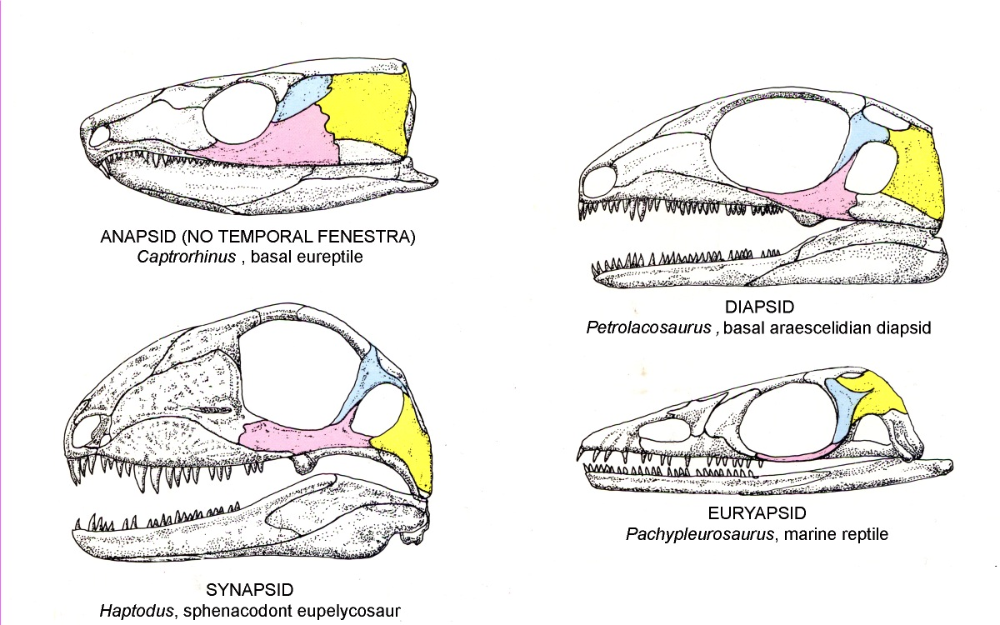 ANAPSID (NO TEMPORAL FENESTRA)
Captrorhinus , basal eureptile
DIAPSID
Petrolacosaurus , basal araescelidian diapsid
SYNAPSID
Haptodus, sphenacodont eupelycosaur
EURYAPSID
Pachypleurosaurus, marine reptile